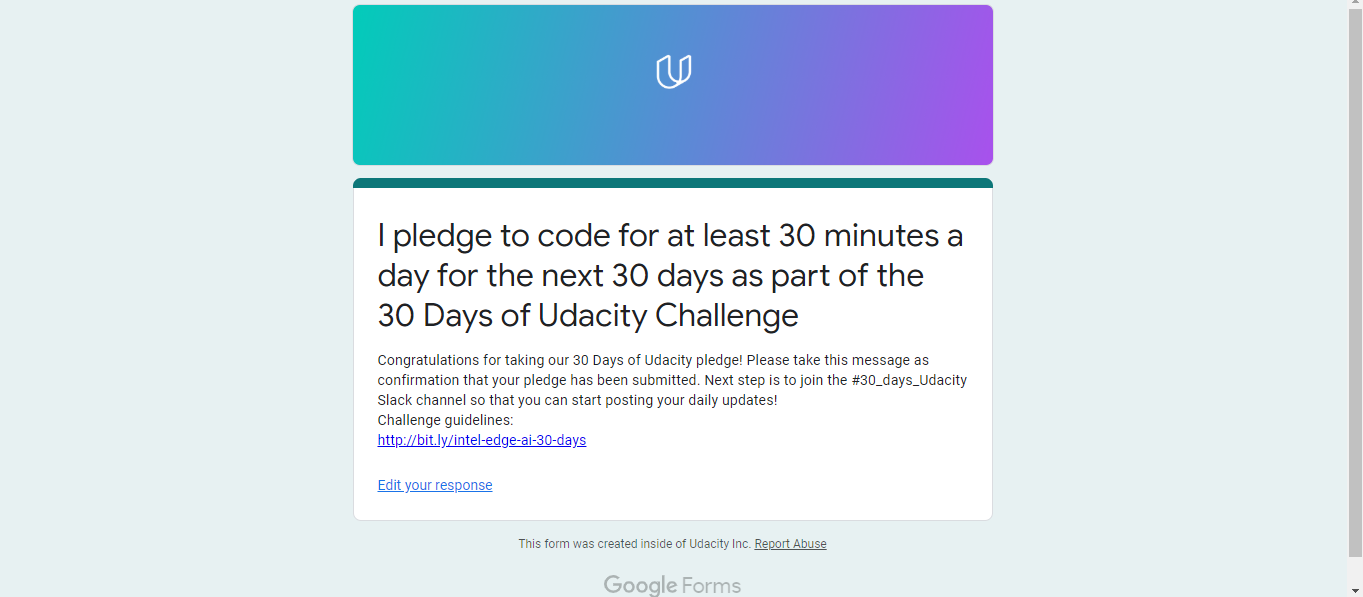 I pledge to code for at least 30 minutes a
day for the next 30 days as part of the
30 Days of Udacity Challenge
Congratulations for taking our 30 Days of Udacity pledge! Please take this message as
confirmation that your pledge has been submitted. Next step is to join the #30_days_Udacity
Slack channel so that you can start posting your daily updates!
Challenge guidelines:
http://bit.ly/intel-edge-ai-30-days
Edit your response
This form was created inside of Udacity Inc. Report Abuse
Google Forms